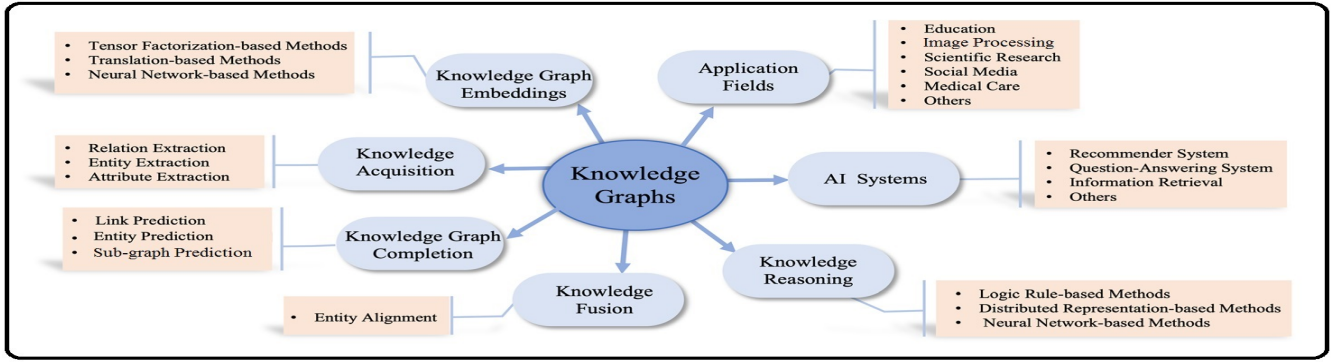 • Tensor Factorization-based Methods
• Translation-based Methods
• Neural Network-based Methods
Knowledge Graph
Embeddings
Application
Fields
• Education
• Image Processing
• Scientific Research
• Social Media
• Medical Care
• Others
• Relation Extraction
• Entity Extraction
• Attribute Extraction
Knowledge
Acquisition
Knowledge
Graphs
AI Systems
• Recommender System
• Question-Answering System
• Information Retrieval
• Others
• Link Prediction
• Entity Prediction
• Sub-graph Prediction
Knowledge Graph
Completion
Knowledge
Reasoning
• Logic Rule-based Methods
• Distributed Representation-based Methods
• Neural Network-based Methods
• Entity Alignment
Knowledge
Fusion